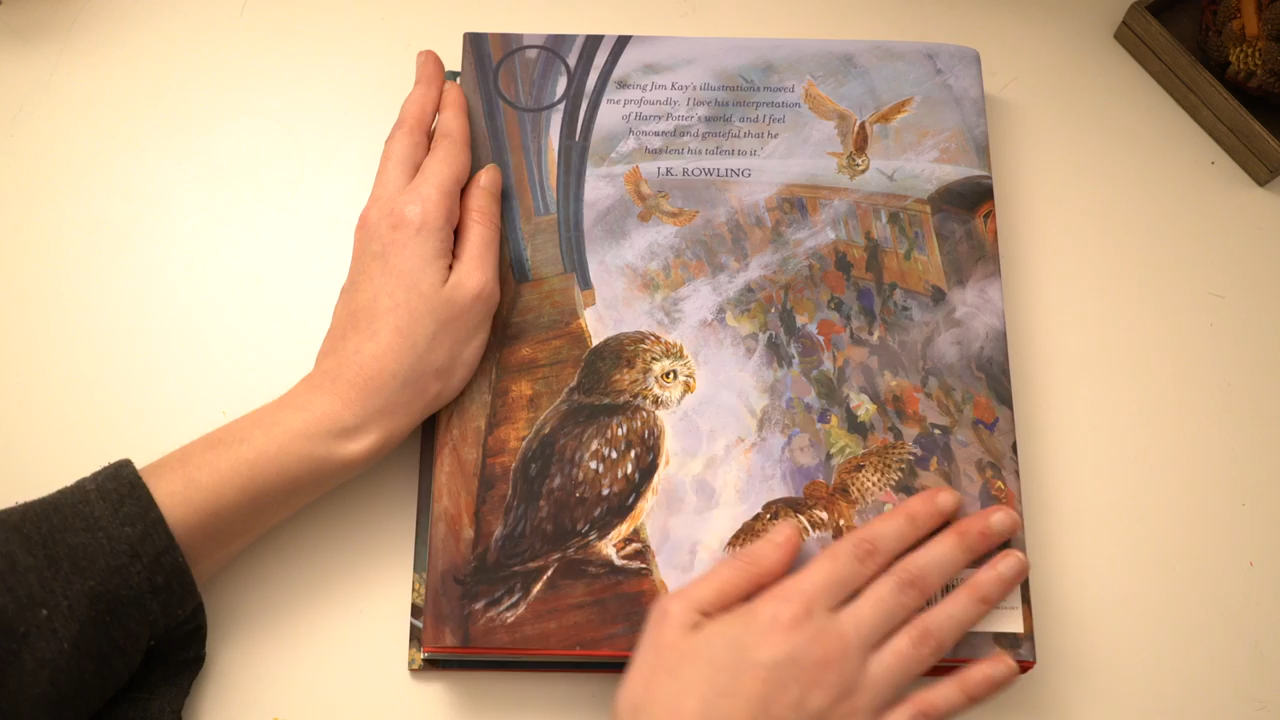 'Seeing Jim Kay's illustrations moved
me profoundly. I love his interpretation
of Harry Potter's world, and I feel
honoured and grateful that he
has lent his talent to it.'
J.K. ROWLING